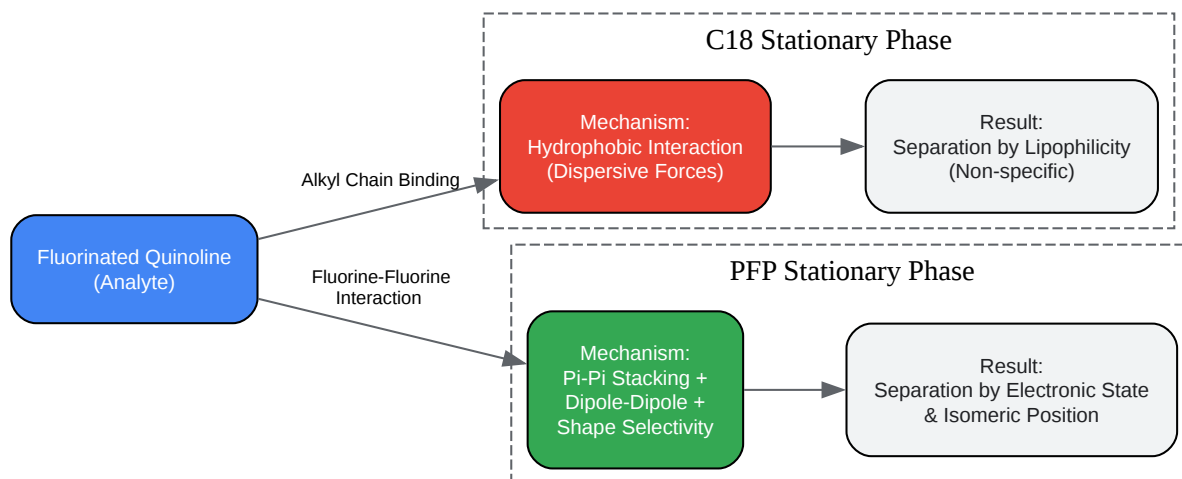 C18 Stationary Phase
Mechanism:
Hydrophobic Interaction
(Dispersive Forces)
Result:
Separation by Lipophilicity
(Non-specific)
Alkyl Chain Binding
Fluorinated Quinoline
(Analyte)
Fluorine-Fluorine
Interaction
PFP Stationary Phase
Mechanism:
Pi-Pi Stacking +
Dipole-Dipole +
Shape Selectivity
Result:
Separation by Electronic State
& Isomeric Position